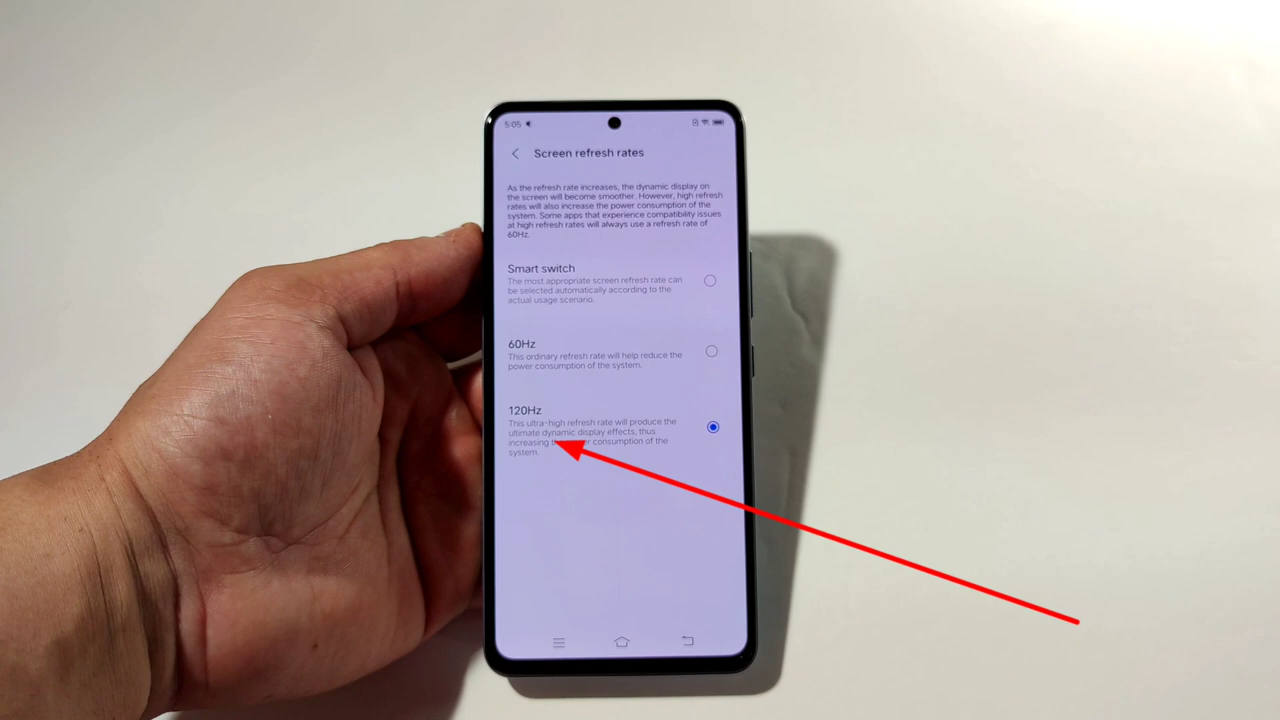 5:05
Screen refresh rates
As the refresh rate increases, the dynamic display on
the screen will become smoother. However, high refresh
rates will also increase the power consumption of the
system. Some apps that experience compatibility issues
at high refresh rates will always use a refresh rate of
60Hz.
Smart switch
The most appropriate screen refresh rate can
be selected automatically according to the
actual usage scenario.
60Hz
This ordinary refresh rate will help reduce the
power consumption of the system.
120Hz
This ultra-high refresh rate will produce the
ultimate dynamic display effects, thus
increasing consumption of the
system.